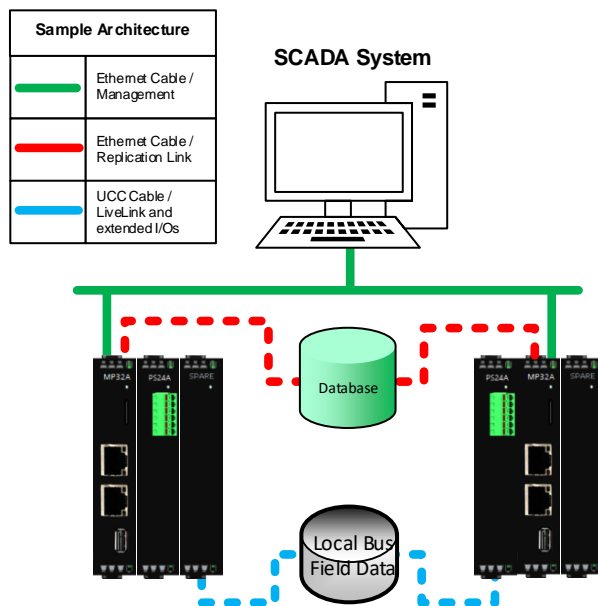 Sample Architecture
Ethernet Cable /
Management
Ethernet Cable /
Replication Link
UCC Cable /
LiveLink and
extended I/Os
SCADA System
MP32A
PS24A
SPARE
Database
PS24A
MP32A
SPARE
Local Bus
Field Data